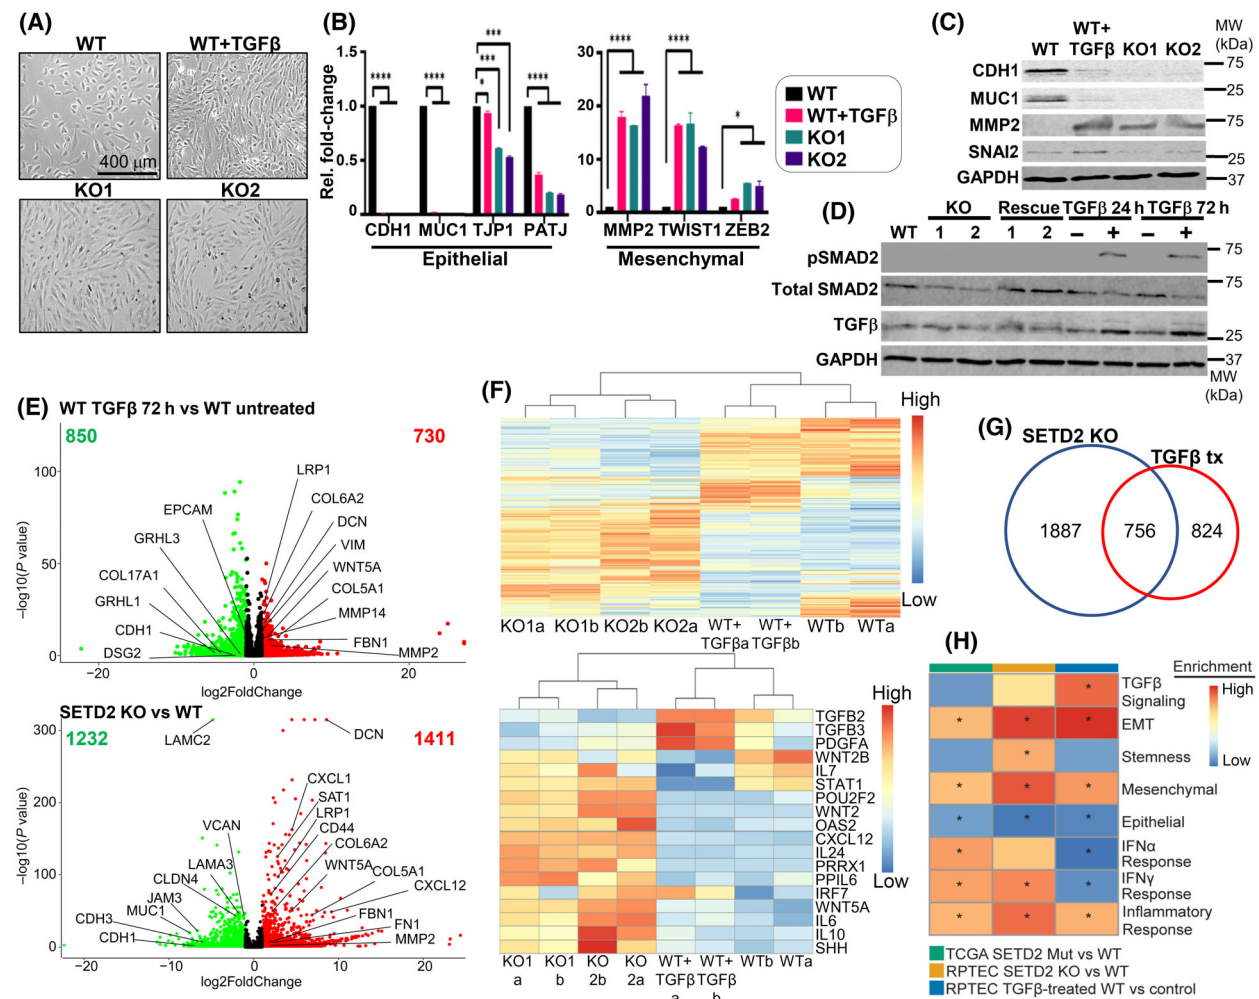 (A)
WT
WT+TGFβ
400 µm
KO1
KO2
(B)
Rel. fold-change
1.5
1.0
0.5
0
****
****
***
***
*
****
CDH1 MUC1 TJP1 PATJ
Epithelial
30
20
10
0
****
****
*
MMP2 TWIST1 ZEB2
Mesenchymal
WT
WT+TGFβ
KO1
KO2
(C)
WT
WT+
TGFβ
KO1
KO2
MW
(kDa)
CDH1
75
MUC1
25
MMP2
75
SNAI2
25
GAPDH
37
(D)
KO
Rescue
TGFβ 24 h
TGFβ 72 h
WT 1 2 1 2 − + − +
pSMAD2
75
Total SMAD2
75
TGFβ
25
GAPDH
37
MW
(kDa)
(E)
WT TGFβ 72 h vs WT untreated
850
730
−log10(P value)
100
50
0
LRP1
COL6A2
EPCAM
DCN
GRHL3
VIM
WNT5A
COL17A1
COL5A1
GRHL1
MMP14
CDH1
FBN1
DSG2
MMP2
−20 0 20
log2FoldChange
SETD2 KO vs WT
1232
1411
−log10(P value)
300
200
100
0
LAMC2
DCN
CXCL1
SAT1
LRP1
VCAN
CD44
COL6A2
LAMA3
WNT5A
COL5A1
CLDN4
CXCL12
JAM3
MUC1
FBN1
CDH3
FN1
CDH1
MMP2
−20 −10 0 10 20
log2FoldChange
(F)
High
Low
KO1a KO1b KO2b KO2a WT+ WT+ WTb WTa
TGFβa TGFβb
High
Low
TGFB2
TGFB3
PDGFA
WNT2B
IL7
STAT1
POU2F2
WNT2
OAS2
CXCL12
IL24
PRRX1
PPIL6
IRF7
WNT5A
IL6
IL10
SHH
KO1 KO1 KO KO WT+ WT+ WTb WTa
a b 2b 2a TGFβ TGFβ
a b
(G)
SETD2 KO
TGFβ tx
1887
756
824
(H)
Enrichment
High
Low
* TGFβ
Signaling
* * * EMT
* Stemness
* * * Mesenchymal
* * * Epithelial
* * IFNα
Response
* * * IFNγ
Response
* * * Inflammatory
Response
TCGA SETD2 Mut vs WT
RPTEC SETD2 KO vs WT
RPTEC TGFβ-treated WT vs control